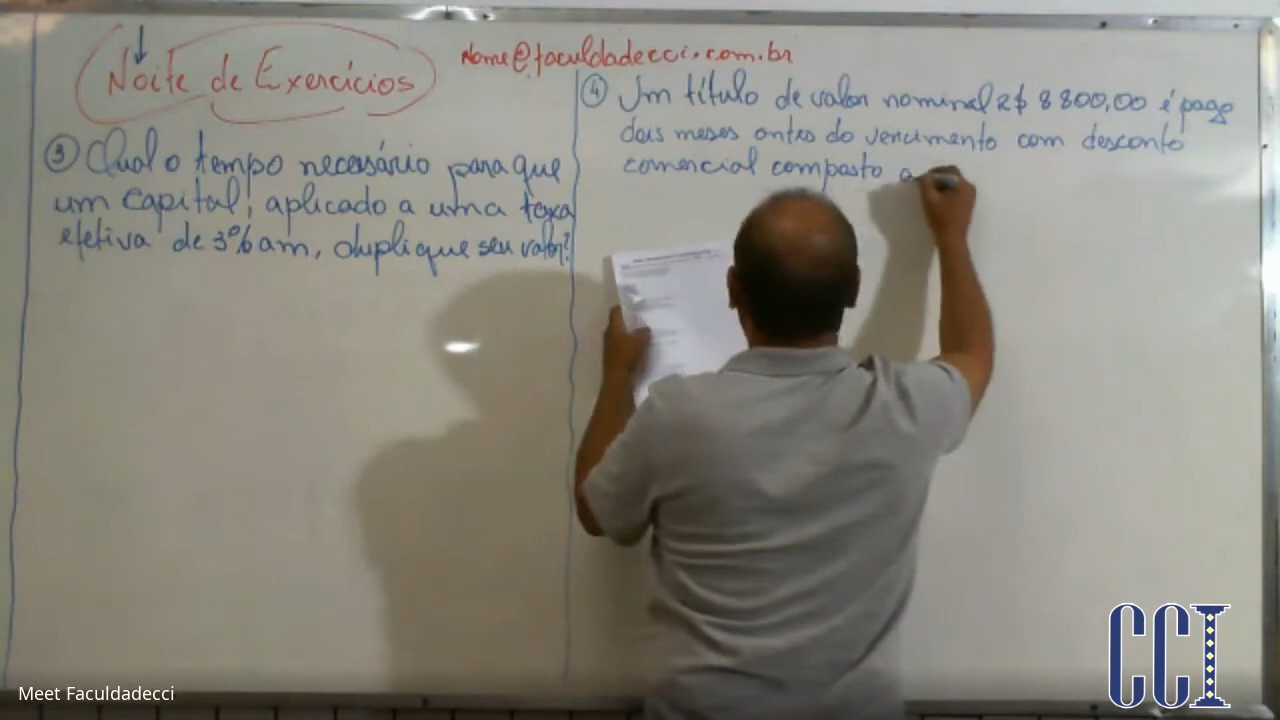 Noite de Exercícios
Nome@faculdadecci.com.br
③ Qual o tempo necessário para que
um capital, aplicado a uma taxa
efetiva de 3% am, duplique seu valor?
④ Um título de valor nominal R$ 8800,00 é pago
dois meses antes do vencimento com desconto
comercial composto a
Meet Faculdadecci
CCI